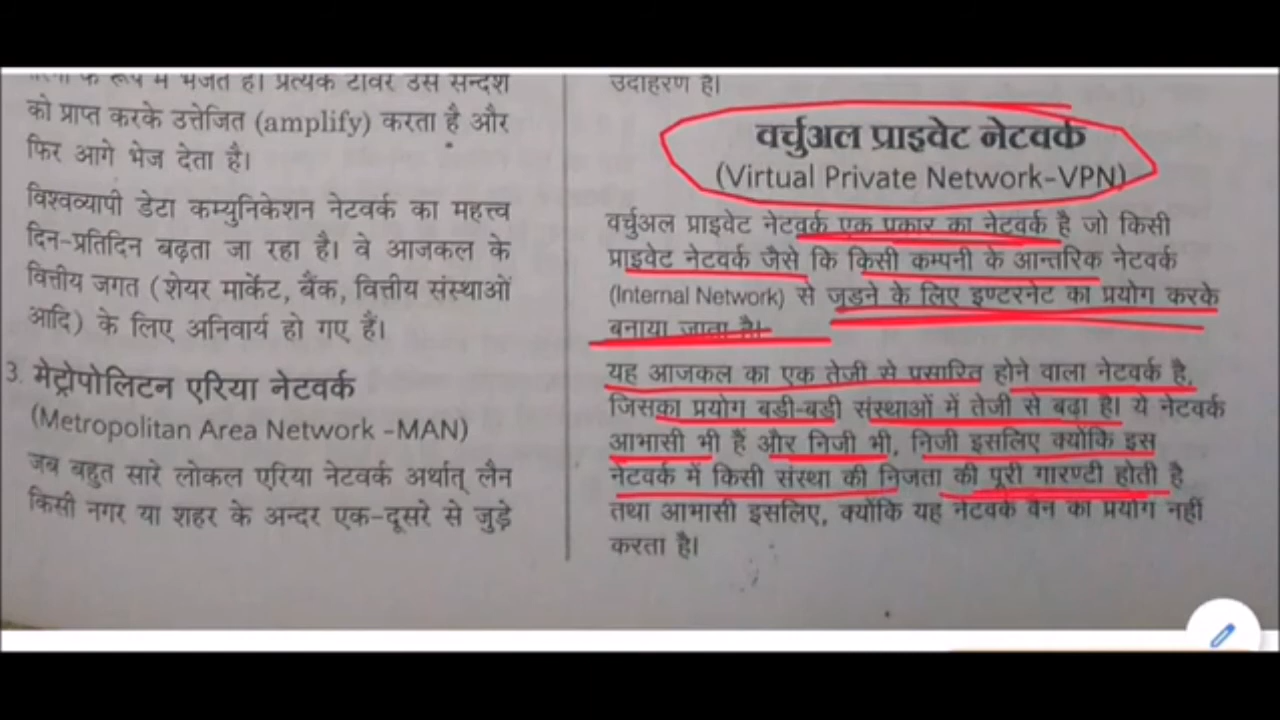 के रूप में भेजते हैं। प्रत्येक टावर उस सन्देश
को प्राप्त करके उत्तेजित (amplify) करता है और
फिर आगे भेज देता है।
विश्वव्यापी डेटा कम्युनिकेशन नेटवर्क का महत्त्व
दिन-प्रतिदिन बढ़ता जा रहा है। वे आजकल के
वित्तीय जगत (शेयर मार्केट, बैंक, वित्तीय संस्थाओं
आदि) के लिए अनिवार्य हो गए हैं।
3. मेट्रोपोलिटन एरिया नेटवर्क
(Metropolitan Area Network -MAN)
जब बहुत सारे लोकल एरिया नेटवर्क अर्थात् लैन
किसी नगर या शहर के अन्दर एक-दूसरे से जुड़े
उदाहरण है।
वर्चुअल प्राइवेट नेटवर्क
(Virtual Private Network-VPN)
वर्चुअल प्राइवेट नेटवर्क एक प्रकार का नेटवर्क है जो किसी
प्राइवेट नेटवर्क जैसे कि किसी कम्पनी के आन्तरिक नेटवर्क
(Internal Network) से जुड़ने के लिए इण्टरनेट का प्रयोग करके
बनाया जाता है।
यह आजकल का एक तेजी से प्रसारित होने वाला नेटवर्क है,
जिसका प्रयोग बड़ी-बड़ी संस्थाओं में तेजी से बढ़ा है। ये नेटवर्क
आभासी भी हैं और निजी भी, निजी इसलिए क्योंकि इस
नेटवर्क में किसी संस्था की निजता की पूरी गारण्टी होती है
तथा आभासी इसलिए, क्योंकि यह नेटवर्क वैन का प्रयोग नहीं
करता है।